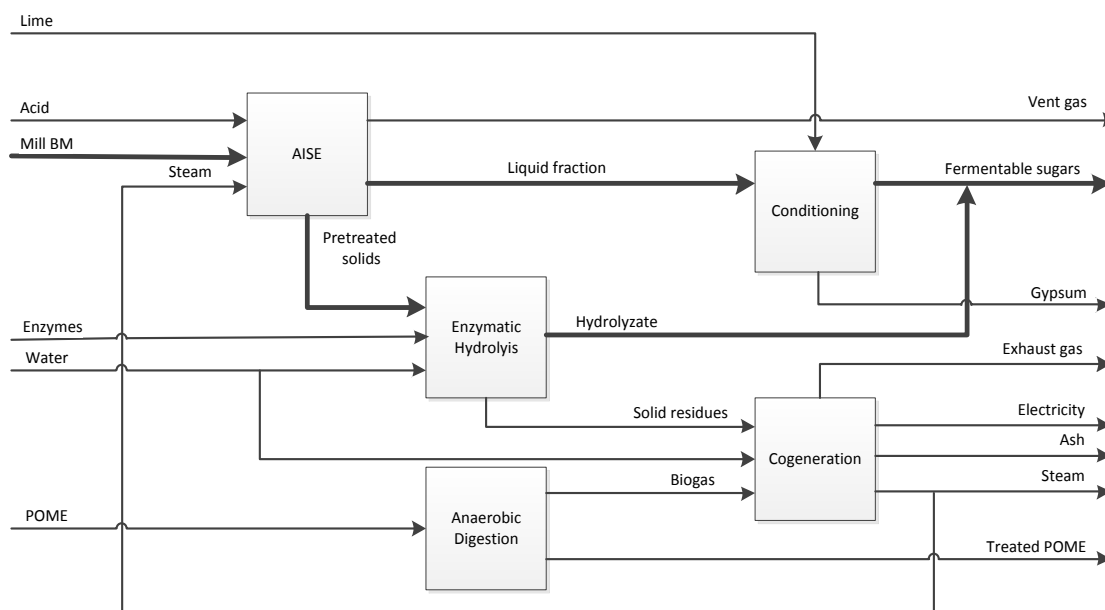 Lime
Acid
Vent gas
Mill BM
AISE
Steam
Liquid fraction
Fermentable sugars
Conditioning
Pretreated
solids
Gypsum
Enzymes
Enzymatic
Hydrolyis
Hydrolyzate
Water
Exhaust gas
Solid residues
Electricity
Ash
Cogeneration
Biogas
Steam
POME
Anaerobic
Digestion
Treated POME